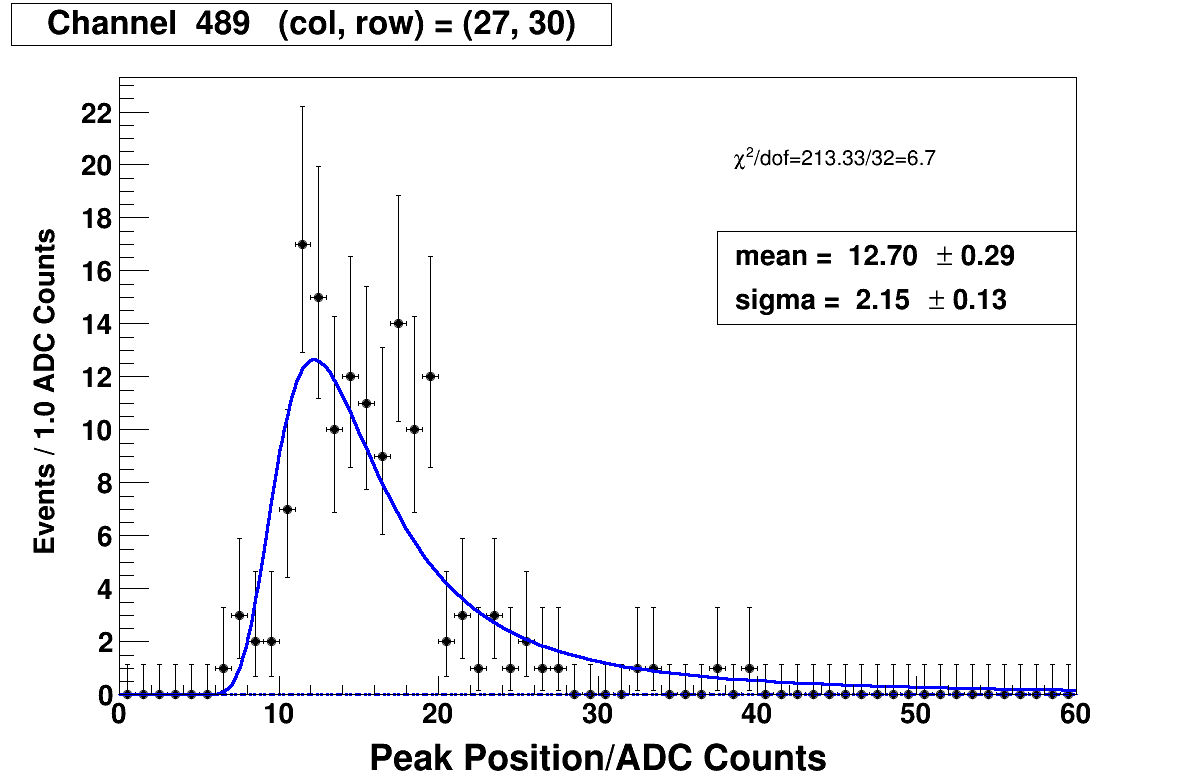 Channel 489 (col, row) = (27, 30)
χ²/dof=213.33/32=6.7
mean = 12.70 ± 0.29
sigma = 2.15 ± 0.13
Events / 1.0 ADC Counts
22
20
18
16
14
12
10
8
6
4
2
0
0 10 20 30 40 50 60
Peak Position/ADC Counts